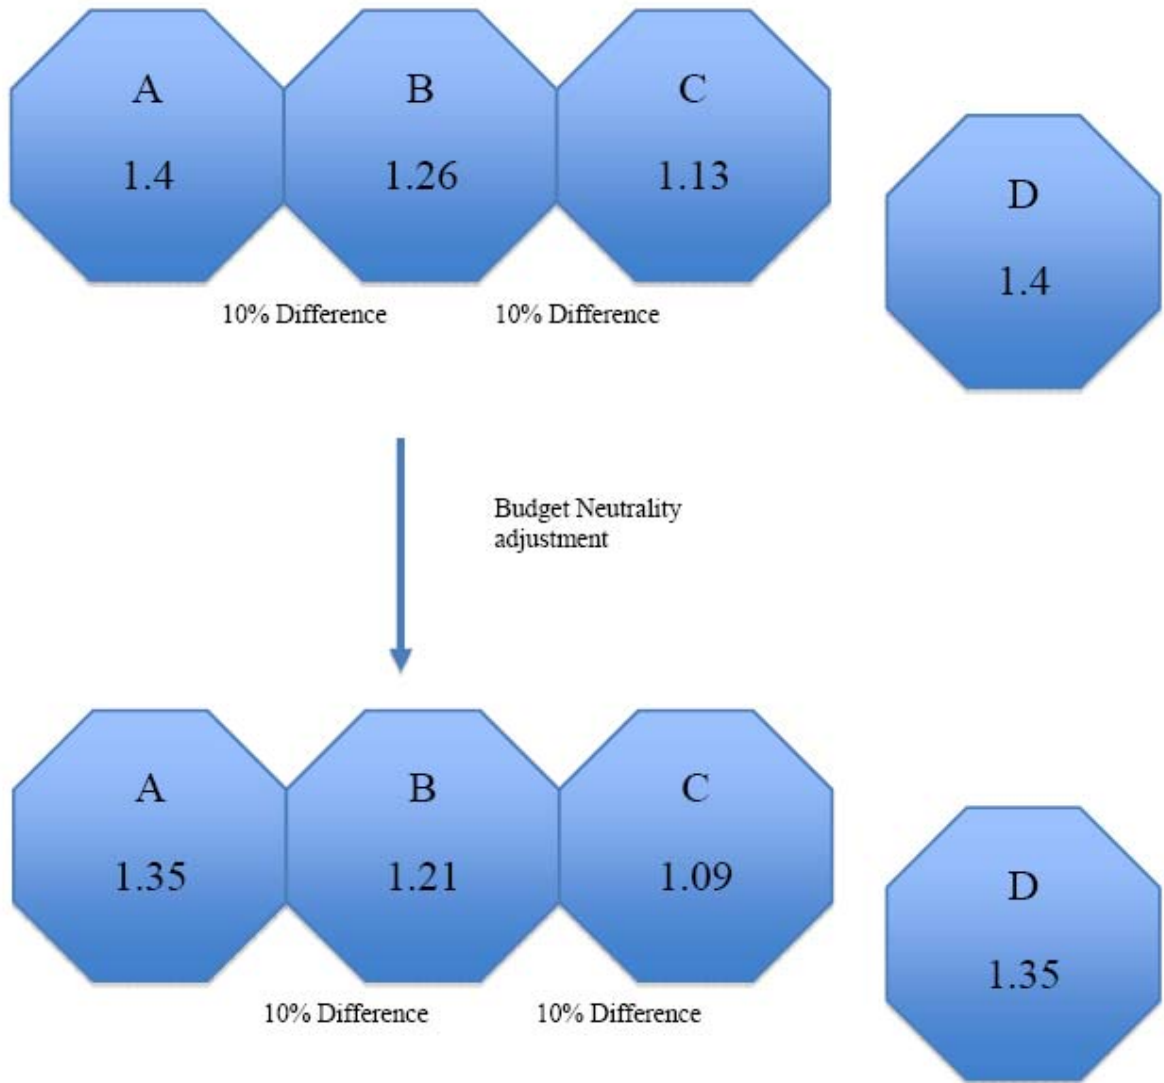 A
B
C
1.4
1.26
1.13
D
1.4
10% Difference
10% Difference
Budget Neutrality
adjustment
A
B
C
1.35
1.21
1.09
D
1.35
10% Difference
10% Difference